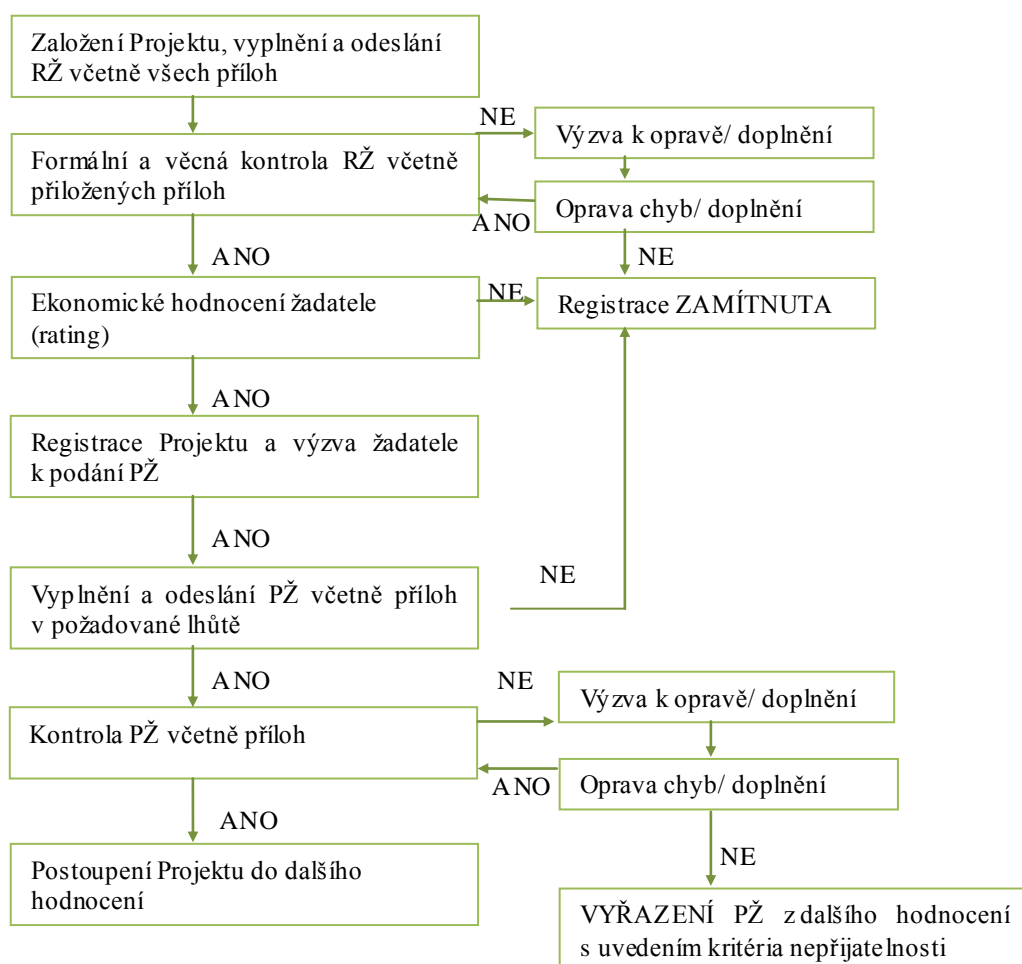 Založení Projektu, vyplnění a odeslání
RŽ včetně všech příloh
NE
Výzva k opravě/ doplnění
Formální a věcná kontrola RŽ včetně
přiložených příloh
Oprava chyb/ doplnění
ANO
ANO
NE
Ekonomické hodnocení žadatele
(rating)
NE
Registrace ZAMÍTNUTA
ANO
Registrace Projektu a výzva žadatele
k podání PŽ
ANO
NE
Vyplnění a odeslání PŽ včetně příloh
v požadované lhůtě
ANO
NE
Výzva k opravě/ doplnění
Kontrola PŽ včetně příloh
ANO
Oprava chyb/ doplnění
ANO
NE
Postoupení Projektu do dalšího
hodnocení
VYŘAZENÍ PŽ z dalšího hodnocení
s uvedením kritéria nepřijatelnosti